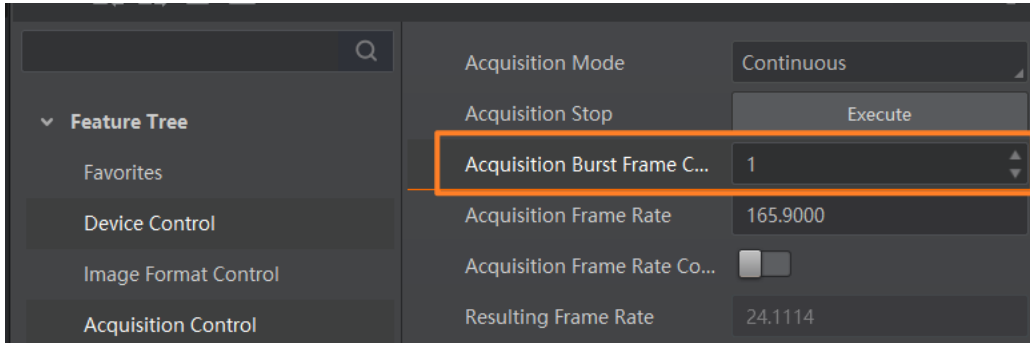 Feature Tree
Favorites
Device Control
Image Format Control
Acquisition Control
Acquisition Mode
Continuous
Acquisition Stop
Execute
Acquisition Burst Frame C...
1
Acquisition Frame Rate
165.9000
Acquisition Frame Rate Co...
Resulting Frame Rate
24.1114